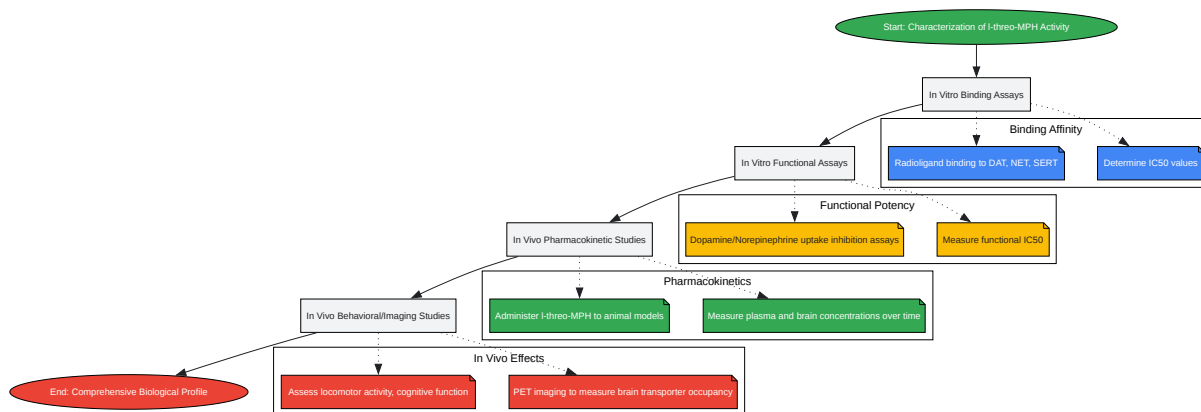 Start: Characterization of l-threo-MPH Activity
In Vitro Binding Assays
Binding Affinity
Radioligand binding to DAT, NET, SERT
Determine IC50 values
In Vitro Functional Assays
Functional Potency
Dopamine/Norepinephrine uptake inhibition assays
Measure functional IC50
In Vivo Pharmacokinetic Studies
Pharmacokinetics
Administer l-threo-MPH to animal models
Measure plasma and brain concentrations over time
In Vivo Behavioral/Imaging Studies
In Vivo Effects
Assess locomotor activity, cognitive function
PET imaging to measure brain transporter occupancy
End: Comprehensive Biological Profile